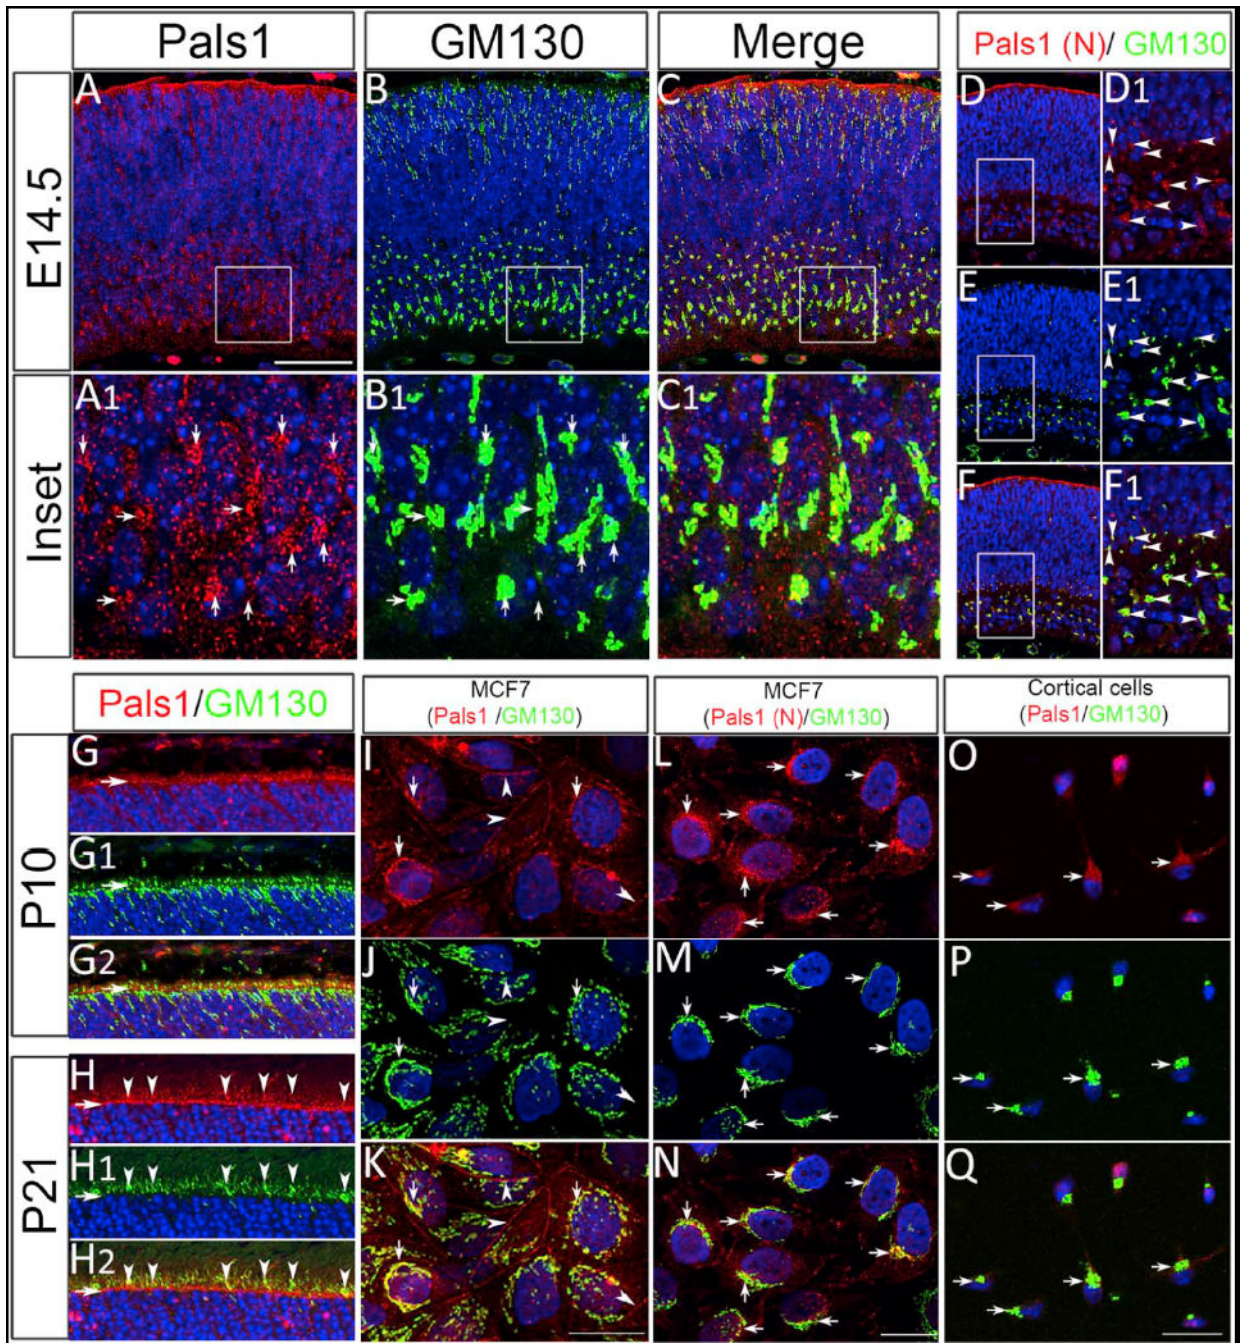 Pals1 GM130 Merge Pals1 (N)/ GM130
E14.5
A B C D D1
E E1
Inset
A1 B1 C1 F F1
Pals1/GM130
MCF7
(Pals1 /GM130)
MCF7
(Pals1 (N)/GM130)
Cortical cells
(Pals1/GM130)
P10
G I L O
G1
G2 J M P
P21
H
H1 K N Q
H2